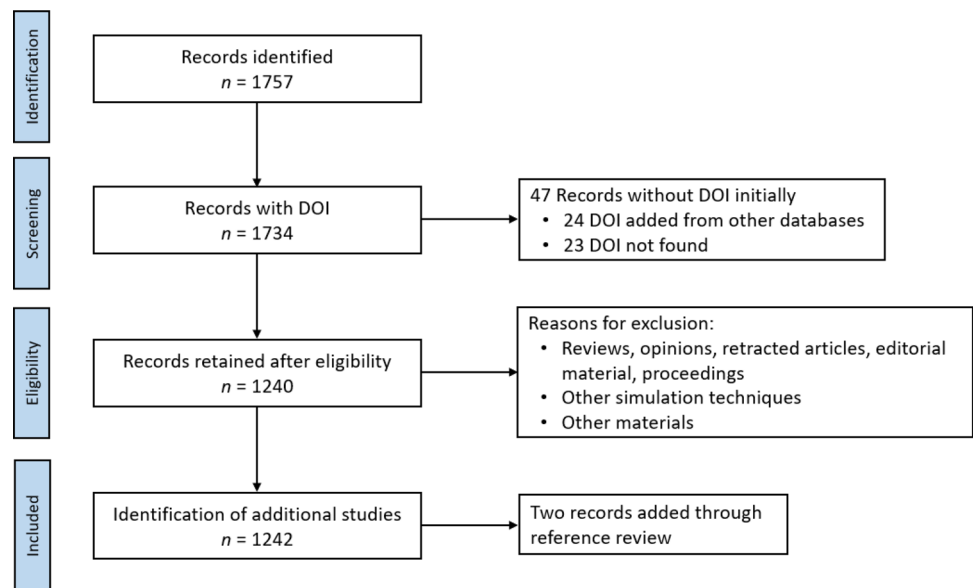 Identification
Records identified
n = 1757
Screening
Records with DOI
n = 1734
47 Records without DOI initially
• 24 DOI added from other databases
• 23 DOI not found
Eligibility
Records retained after eligibility
n = 1240
Reasons for exclusion:
• Reviews, opinions, retracted articles, editorial
material, proceedings
• Other simulation techniques
• Other materials
Included
Identification of additional studies
n = 1242
Two records added through
reference review